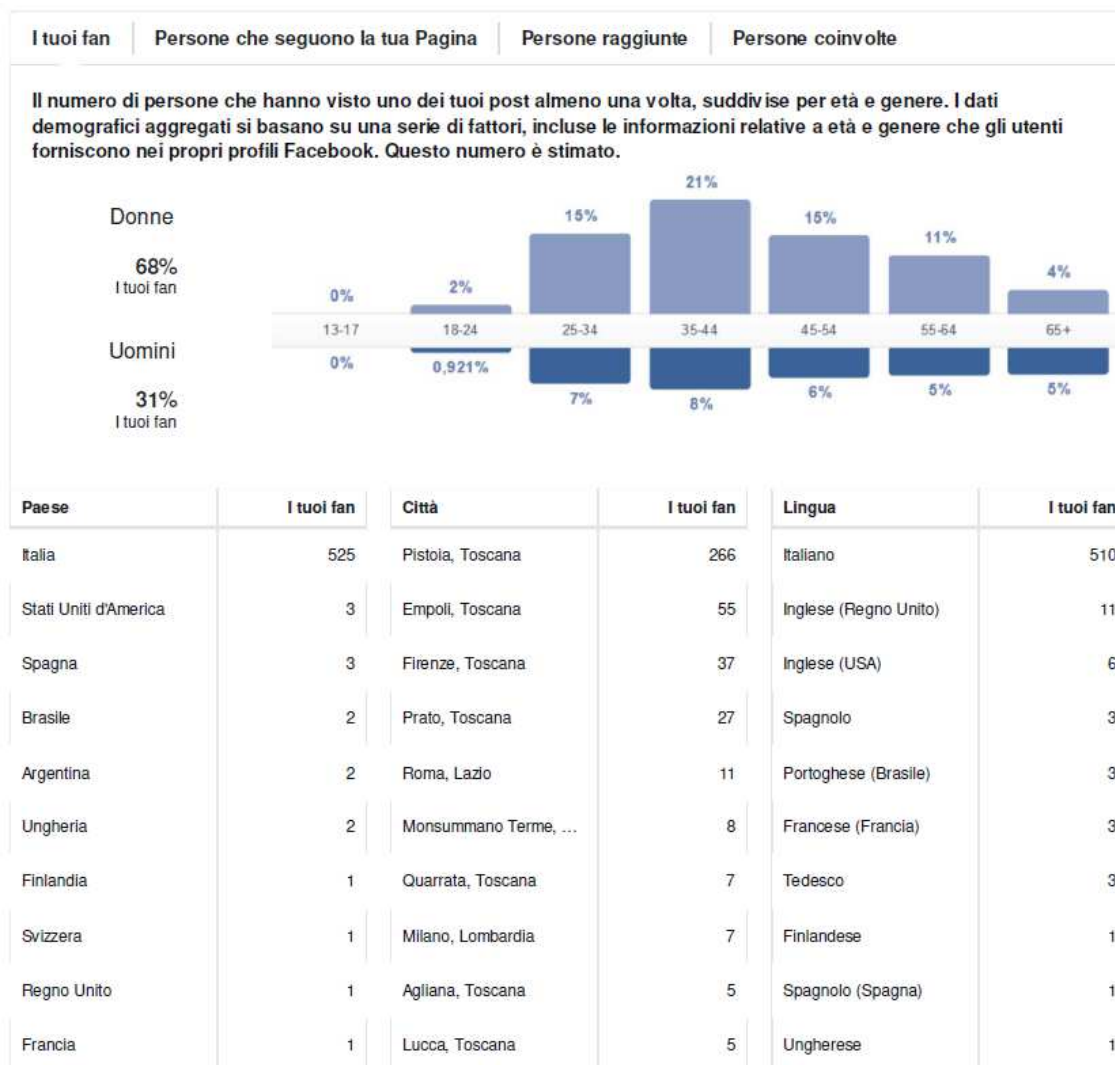 I tuoi fan Persone che seguono la tua Pagina Persone raggiunte Persone coinvolte
Il numero di persone che hanno visto uno dei tuoi post almeno una volta, suddivise per età e genere. I dati
demografici aggregati si basano su una serie di fattori, incluse le informazioni relative a età e genere che gli utenti
forniscono nei propri profili Facebook. Questo numero è stimato.
Donne
68%
I tuoi fan
0% 2% 15% 21% 15% 11% 4%
13-17 18-24 25-34 35-44 45-54 55-64 65+
Uomini
31%
I tuoi fan
0% 0,921% 7% 8% 6% 5% 5%
Paese I tuoi fan Città I tuoi fan Lingua I tuoi fan
Italia 525 Pistoia, Toscana 266 Italiano 510
Stati Uniti d'America 3 Empoli, Toscana 55 Inglese (Regno Unito) 11
Spagna 3 Firenze, Toscana 37 Inglese (USA) 6
Brasile 2 Prato, Toscana 27 Spagnolo 3
Argentina 2 Roma, Lazio 11 Portoghese (Brasile) 3
Ungheria 2 Monsummano Terme, ... 8 Francese (Francia) 3
Finlandia 1 Quarrata, Toscana 7 Tedesco 3
Svizzera 1 Milano, Lombardia 7 Finlandese 1
Regno Unito 1 Agliana, Toscana 5 Spagnolo (Spagna) 1
Francia 1 Lucca, Toscana 5 Ungherese 1